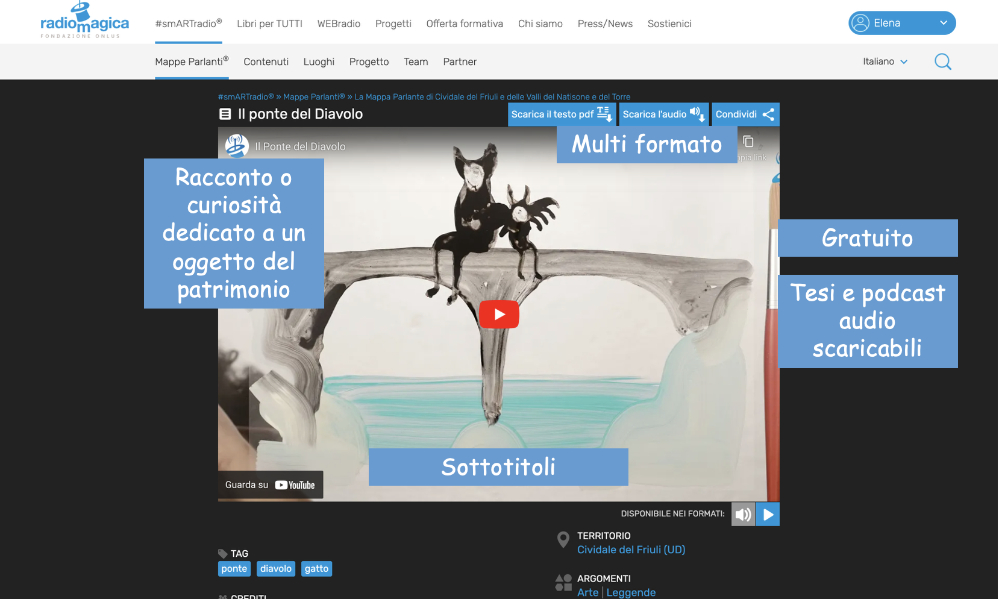 radiomagica
FONDAZIONE ONLUS
#smARTradio® Libri per TUTTI WEBradio Progetti Offerta formativa Chi siamo Press/News Sostienici
Elena
Mappe Parlanti® Contenuti Luoghi Progetto Team Partner
Italiano
#smARTradio® » Mappe Parlanti® » La Mappa Parlante di Cividale del Friuli e delle Valli del Natisone e del Torre
Il ponte del Diavolo
Scarica il testo pdf
Scarica l'audio
Condividi
Il Ponte del Diavolo
Multi formato
opia link
Racconto o
curiosità
dedicato a un
oggetto del
patrimonio
Gratuito
Tesi e podcast
audio
scaricabili
Sottotitoli
Guarda su YouTube
DISPONIBILE NEI FORMATI:
TERRITORIO
Cividale del Friuli (UD)
TAG
ponte diavolo gatto
ARGOMENTI
Arte | Leggende
CREDITI